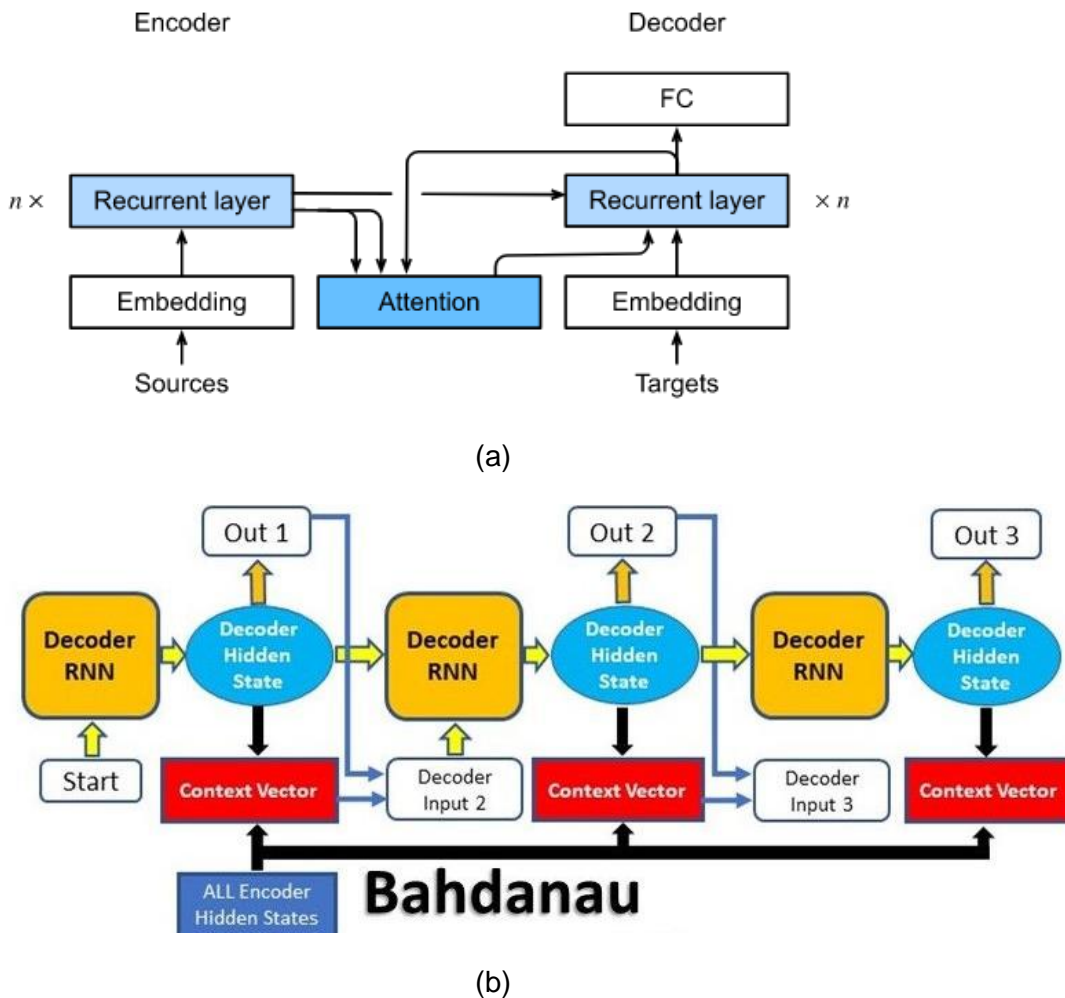 Encoder
Decoder
FC
n ×
Recurrent layer
Recurrent layer
× n
Embedding
Attention
Embedding
Sources
Targets
(a)
Out 1
Out 2
Out 3
Decoder
RNN
Decoder
Hidden
State
Decoder
RNN
Decoder
Hidden
State
Decoder
RNN
Decoder
Hidden
State
Start
Context Vector
Decoder
Input 2
Context Vector
Decoder
Input 3
Context Vector
ALL Encoder
Hidden States
Bahdanau
(b)